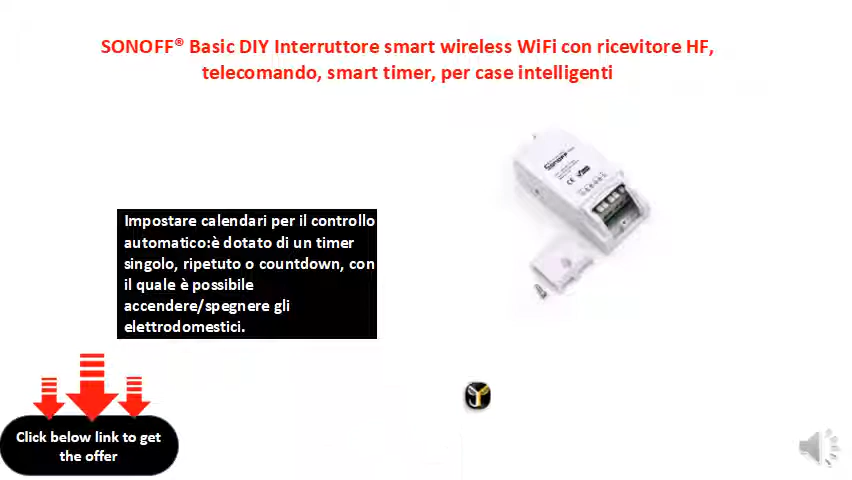 SONOFF® Basic DIY Interruttore smart wireless WiFi con ricevitore HF,
telecomando, smart timer, per case intelligenti
SONOFF
CE
Impostare calendari per il controllo
automatico:è dotato di un timer
singolo, ripetuto o countdown, con
il quale è possibile
accendere/spegnere gli
elettrodomestici.
Click below link to get
the offer